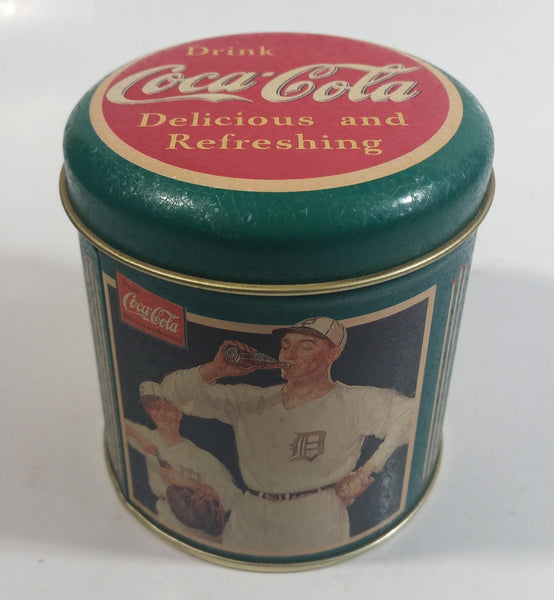 Drink
Coca-Cola
Delicious and
Refreshing
Coca-Cola
D